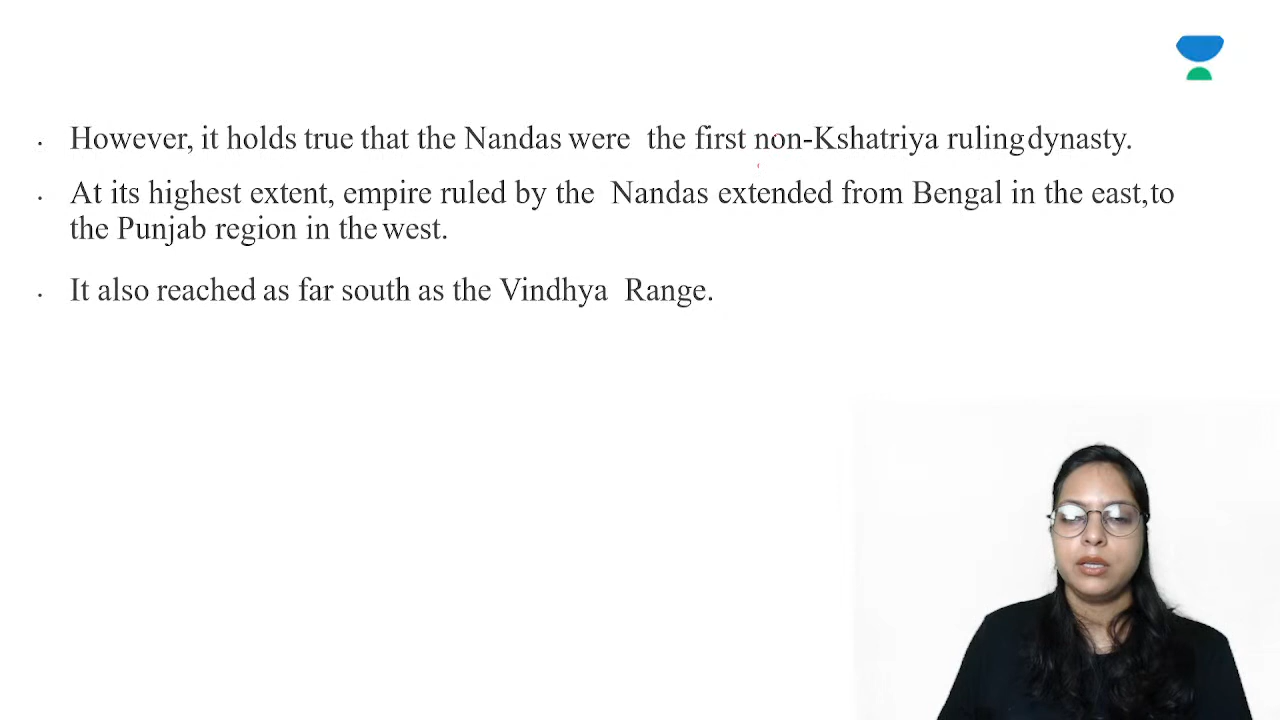 However, it holds true that the Nandas were the first non-Kshatriya rulingdynasty.
At its highest extent, empire ruled by the Nandas extended from Bengal in the east,to
the Punjab region in the west.
It also reached as far south as the Vindhya Range.